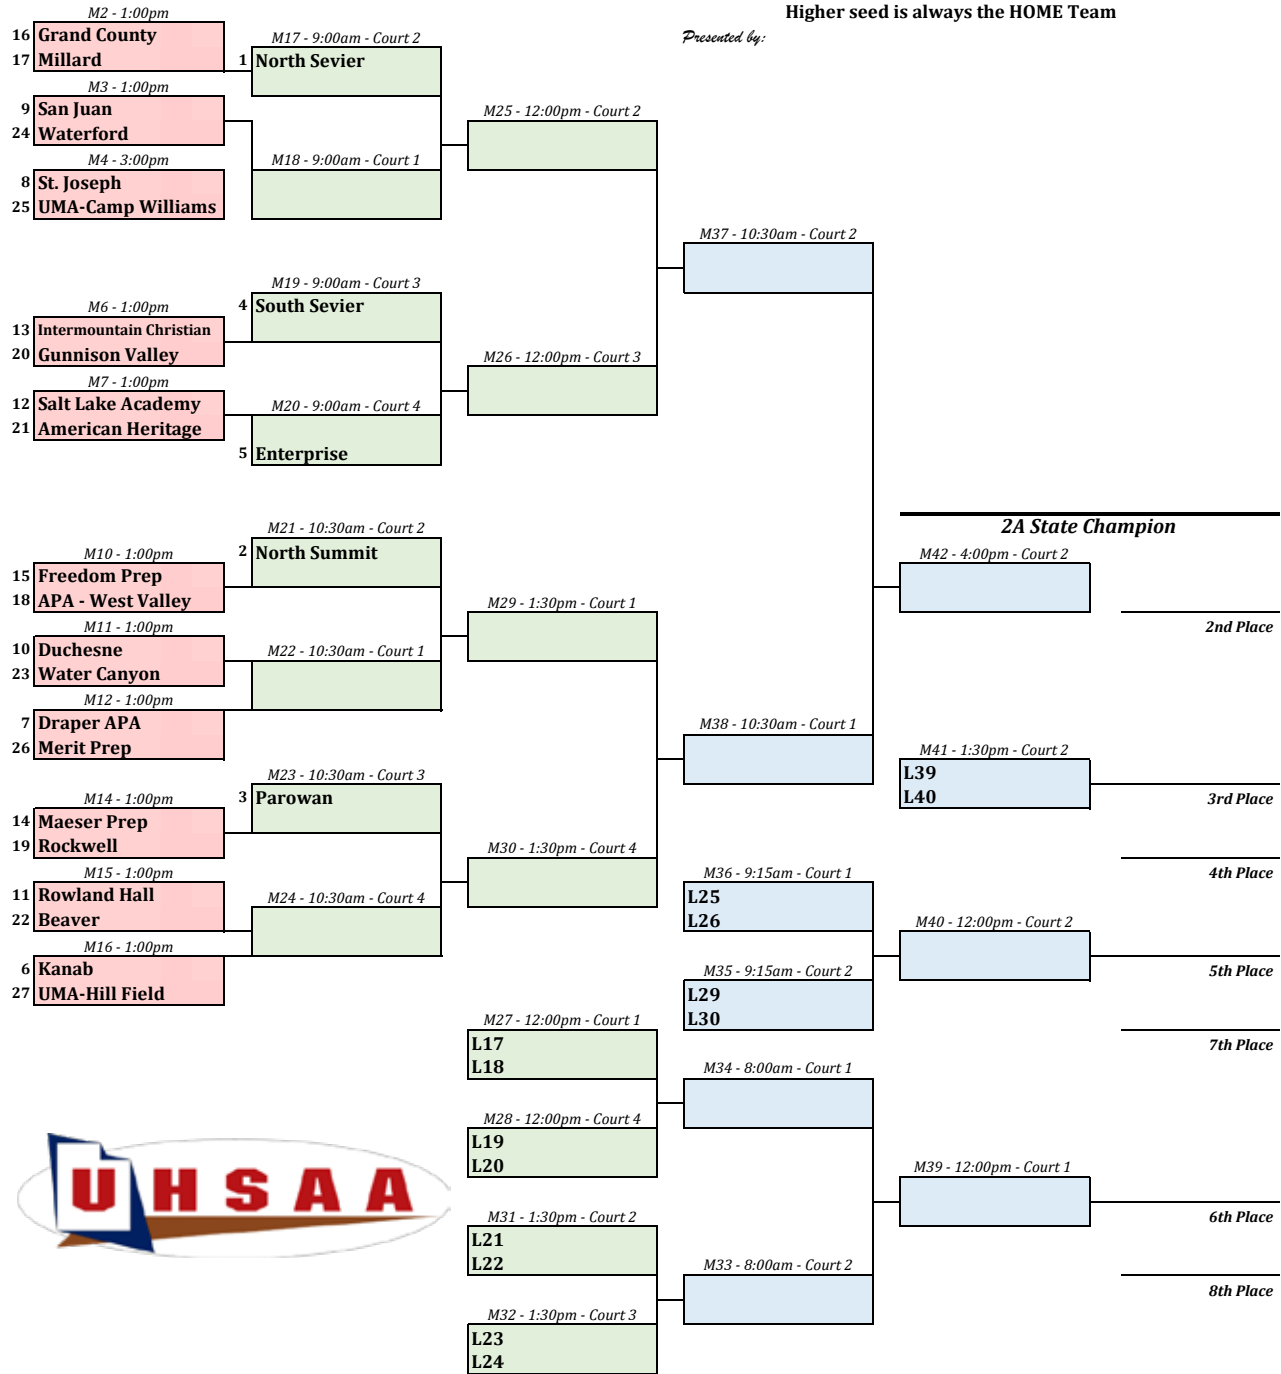 Higher seed is always the HOME Team
Presented by:
M2 - 1:00pm
16 Grand County
17 Millard
M3 - 1:00pm
9 San Juan
24 Waterford
M4 - 3:00pm
8 St. Joseph
25 UMA-Camp Williams
M6 - 1:00pm
13 Intermountain Christian
20 Gunnison Valley
M7 - 1:00pm
12 Salt Lake Academy
21 American Heritage
M10 - 1:00pm
15 Freedom Prep
18 APA - West Valley
M11 - 1:00pm
10 Duchesne
23 Water Canyon
M12 - 1:00pm
7 Draper APA
26 Merit Prep
M14 - 1:00pm
14 Maeser Prep
19 Rockwell
M15 - 1:00pm
11 Rowland Hall
22 Beaver
M16 - 1:00pm
6 Kanab
27 UMA-Hill Field
M17 - 9:00am - Court 2
1 North Sevier
M18 - 9:00am - Court 1
M19 - 9:00am - Court 3
4 South Sevier
M20 - 9:00am - Court 4
5 Enterprise
M21 - 10:30am - Court 2
2 North Summit
M22 - 10:30am - Court 1
M23 - 10:30am - Court 3
3 Parowan
M24 - 10:30am - Court 4
M25 - 12:00pm - Court 2
M26 - 12:00pm - Court 3
M29 - 1:30pm - Court 1
M30 - 1:30pm - Court 4
M27 - 12:00pm - Court 1
L17
L18
M28 - 12:00pm - Court 4
L19
L20
M31 - 1:30pm - Court 2
L21
L22
M32 - 1:30pm - Court 3
L23
L24
M37 - 10:30am - Court 2
M38 - 10:30am - Court 1
M36 - 9:15am - Court 1
L25
L26
M35 - 9:15am - Court 2
L29
L30
M34 - 8:00am - Court 1
M33 - 8:00am - Court 2
2A State Champion
M42 - 4:00pm - Court 2
2nd Place
M41 - 1:30pm - Court 2
L39
L40
3rd Place
4th Place
M40 - 12:00pm - Court 2
5th Place
7th Place
M39 - 12:00pm - Court 1
6th Place
8th Place
UHSAA